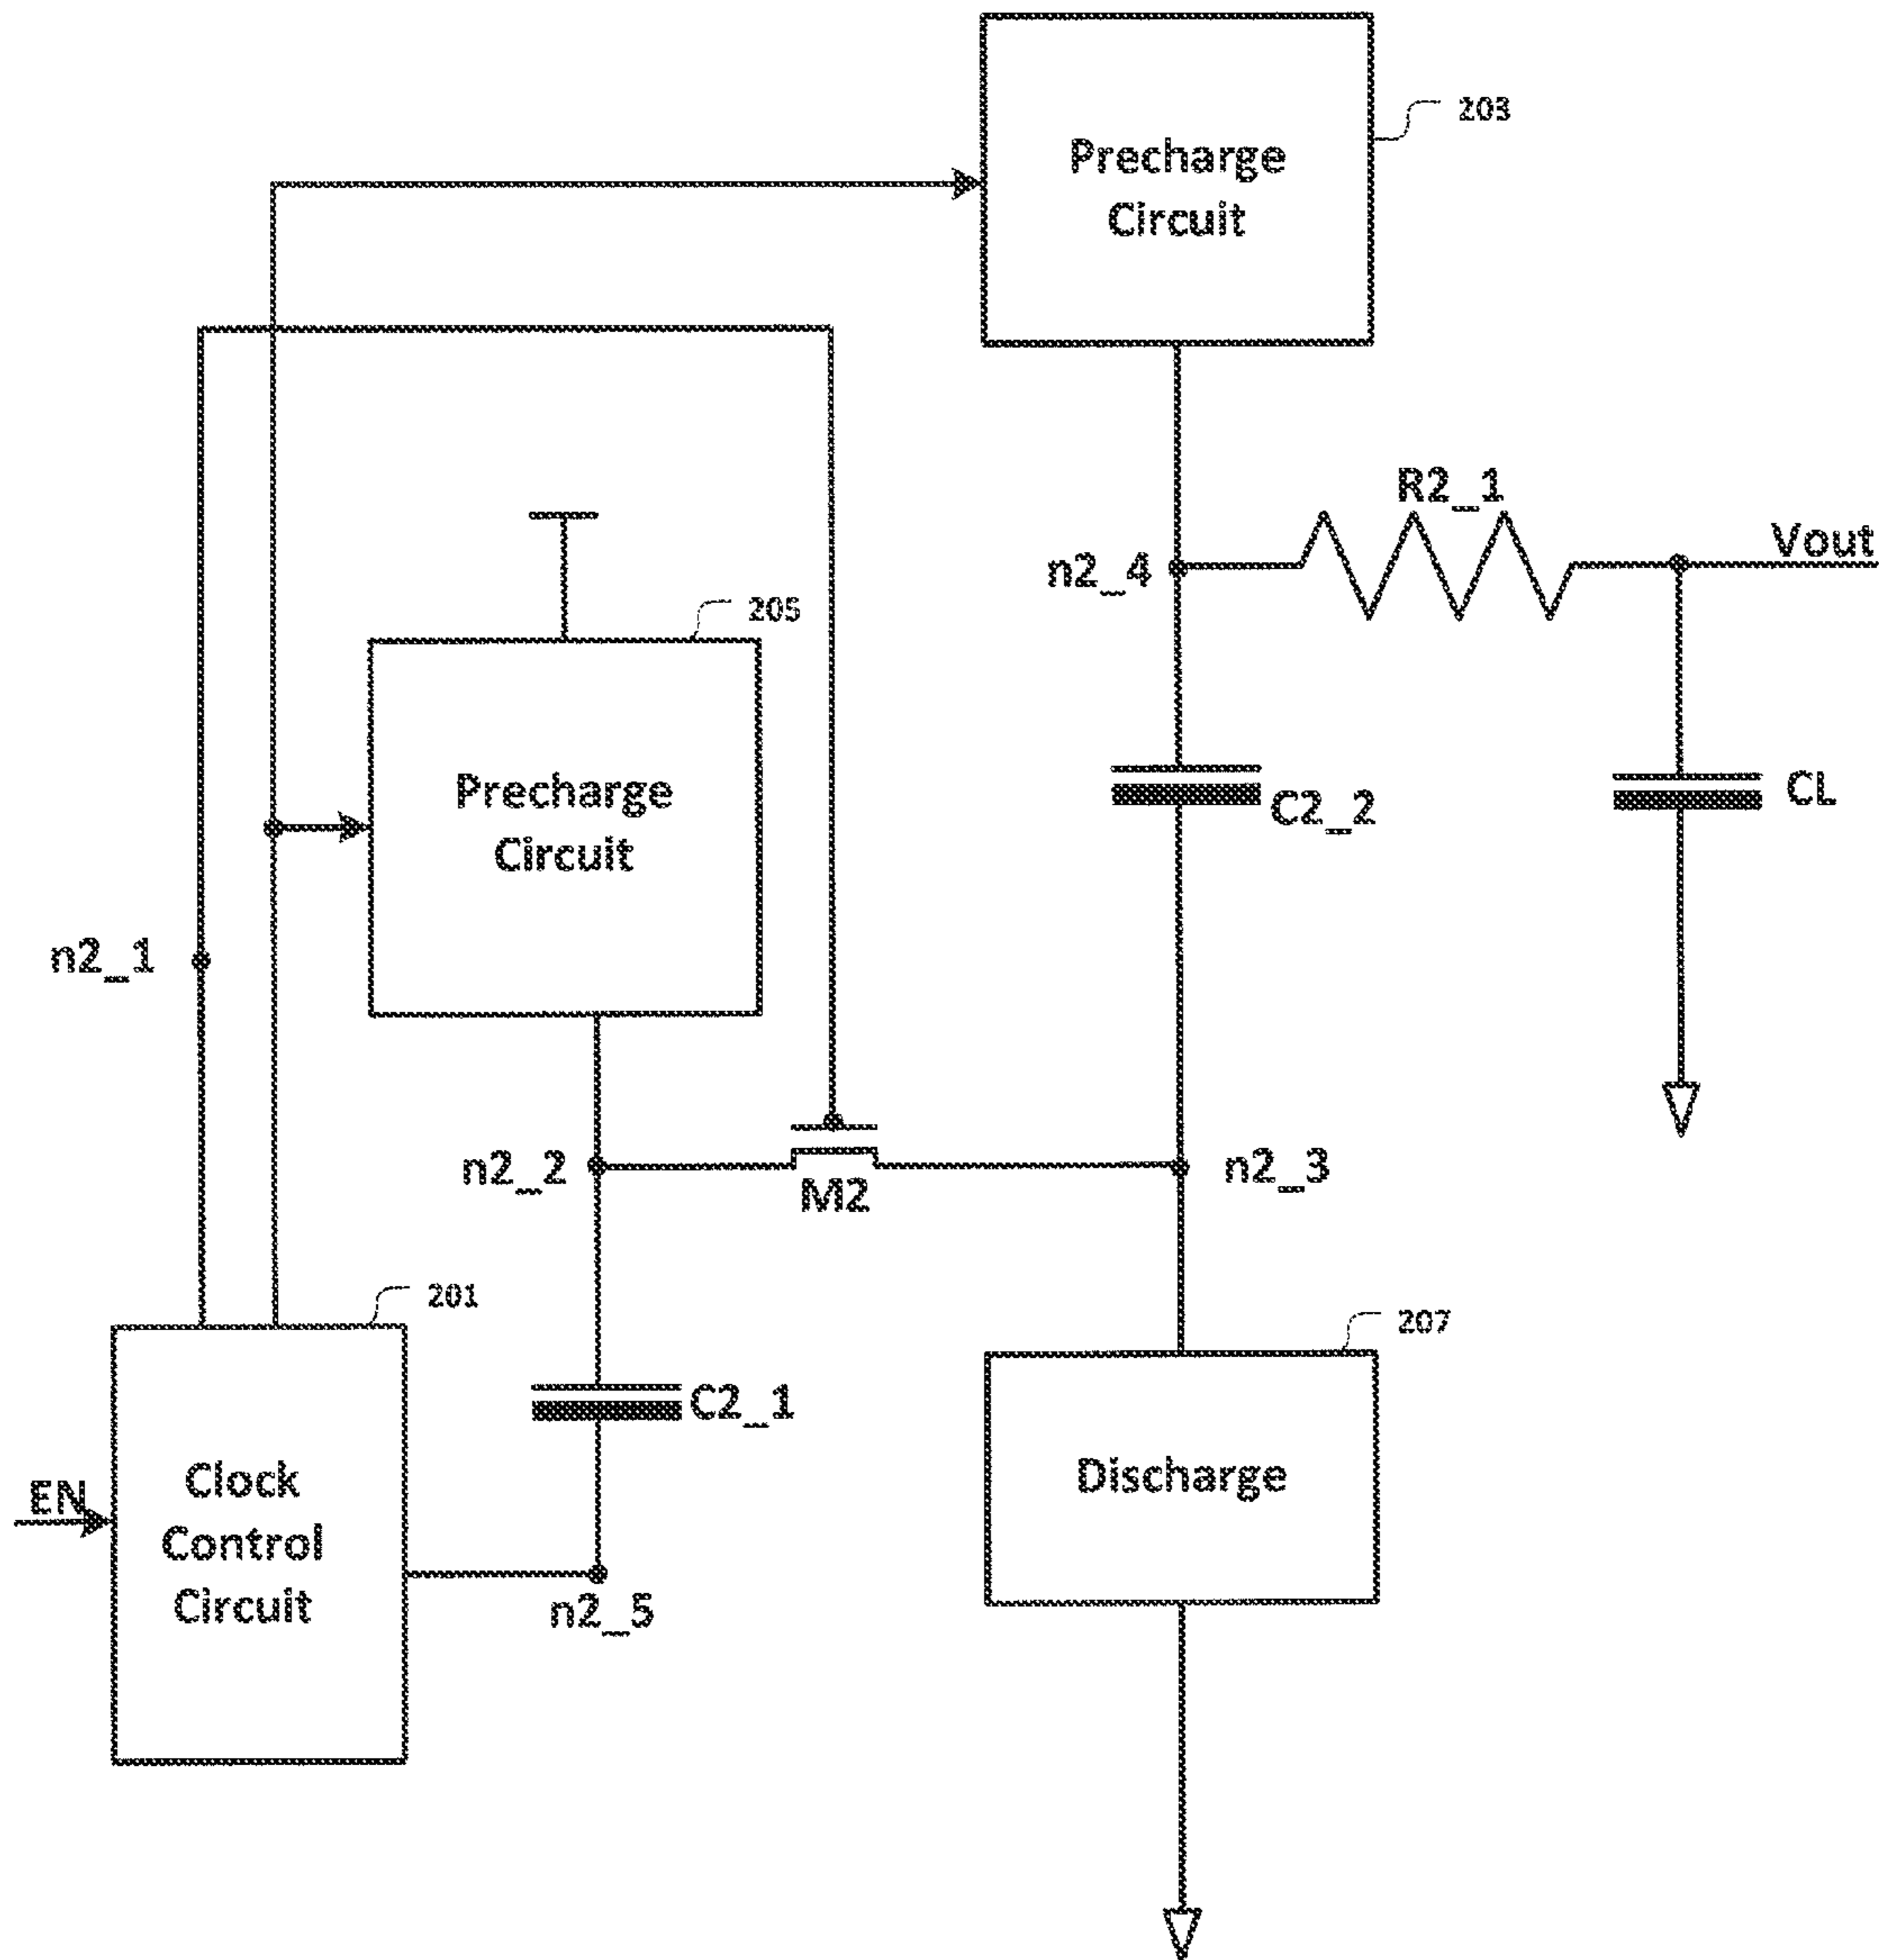 203
Precharge
Circuit
R2_1
Vout
n2_4
205
Precharge
Circuit
C2_2
CL
n2_1
n2_2
M2
n2_3
201
207
C2_1
Clock
Control
Circuit
Discharge
EN
n2_5